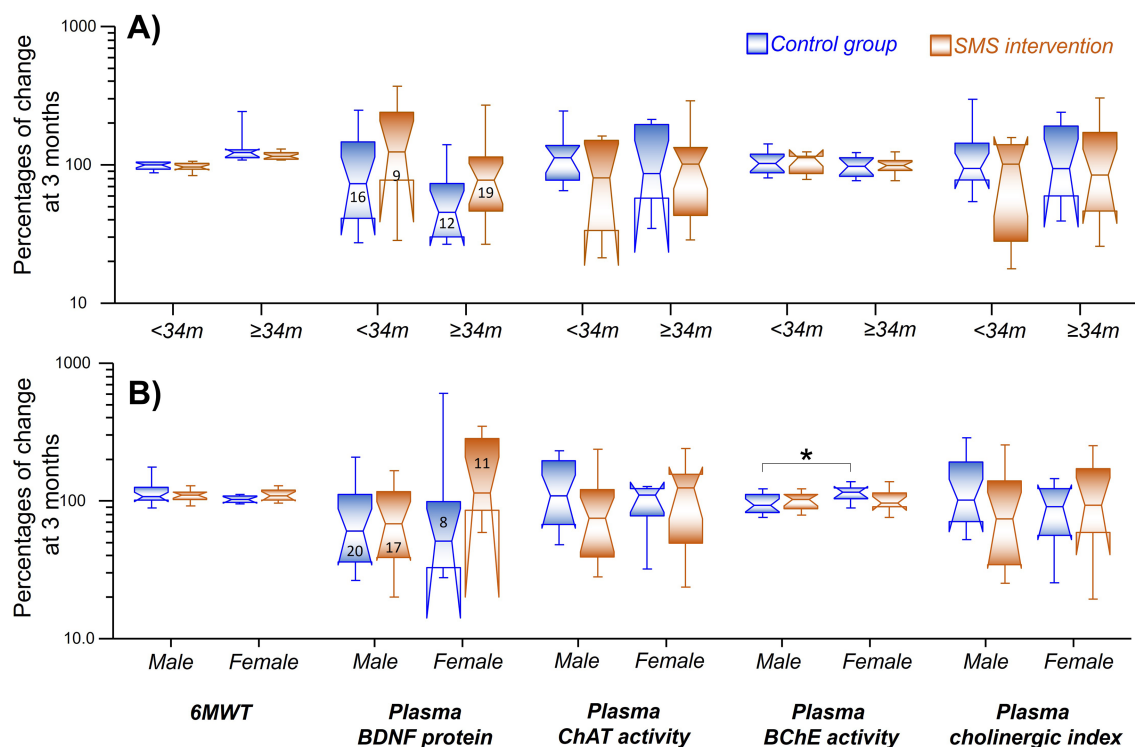 A)
Control group
SMS intervention
Percentages of change
at 3 months
1000
100
10
16
9
12
19
<34m
≥34m
<34m
≥34m
<34m
≥34m
<34m
≥34m
<34m
≥34m
B)
Percentages of change
at 3 months
1000
100
10.0
20
17
8
11
*
Male
Female
Male
Female
Male
Female
Male
Female
Male
Female
6MWT
Plasma
BDNF protein
Plasma
ChAT activity
Plasma
BChE activity
Plasma
cholinergic index